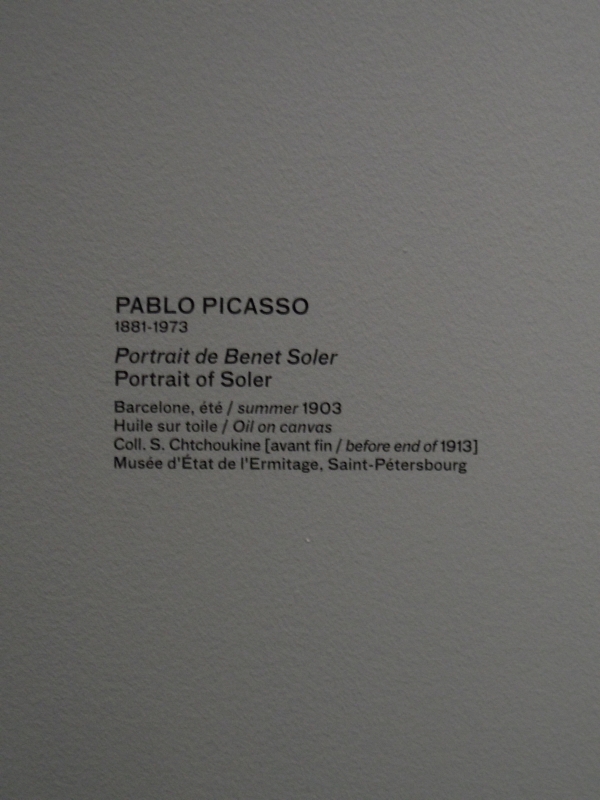 PABLO PICASSO
1881-1973
Portrait de Benet Soler
Portrait of Soler
Barcelone, été / summer 1903
Huile sur toile / Oil on canvas
Coll. S. Chtchoukine [avant fin / before end of 1913]
Musée d'État de l'Ermitage, Saint-Pétersbourg